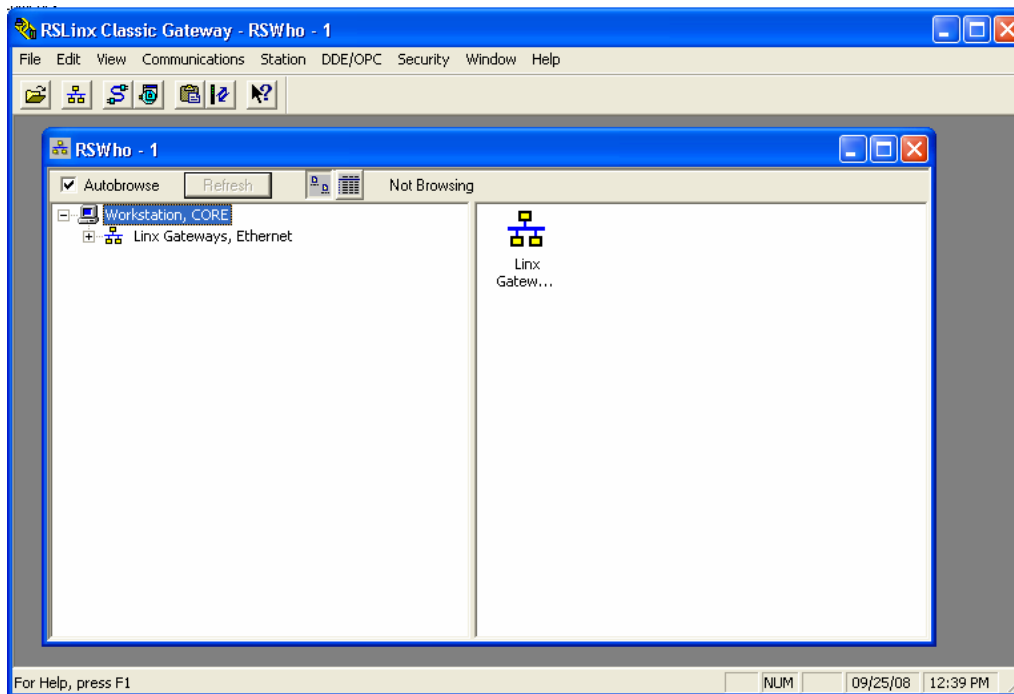 RSLinx Classic Gateway - RSWho - 1
File Edit View Communications Station DDE/OPC Security Window Help
RSWho - 1
Autobrowse Refresh Not Browsing
Workstation, CORE
Linx Gateways, Ethernet
Linx
Gatew...
For Help, press F1 NUM 09/25/08 12:39 PM